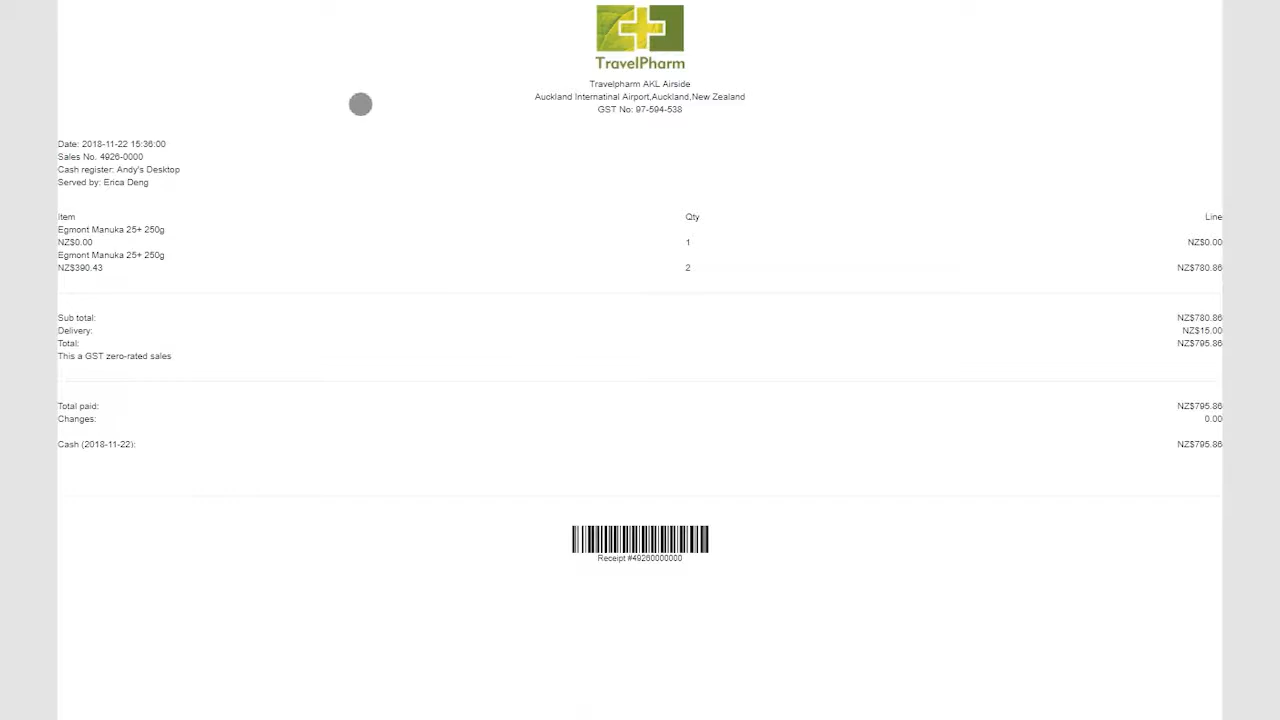 TravelPharm
Travelpharm AKL Airside
Auckland Internatinal Airport,Auckland,New Zealand
GST No: 97-594-538
Date: 2018-11-22 15:36:00
Sales No. 4926-0000
Cash register: Andy's Desktop
Served by: Erica Deng
Item Qty Line
Egmont Manuka 25+ 250g
NZ$0.00 1 NZ$0.00
Egmont Manuka 25+ 250g
NZ$390.43 2 NZ$780.86
Sub total: NZ$780.86
Delivery: NZ$15.00
Total: NZ$795.86
This a GST zero-rated sales
Total paid: NZ$795.86
Changes: 0.00
Cash (2018-11-22): NZ$795.86
Receipt #49260000000